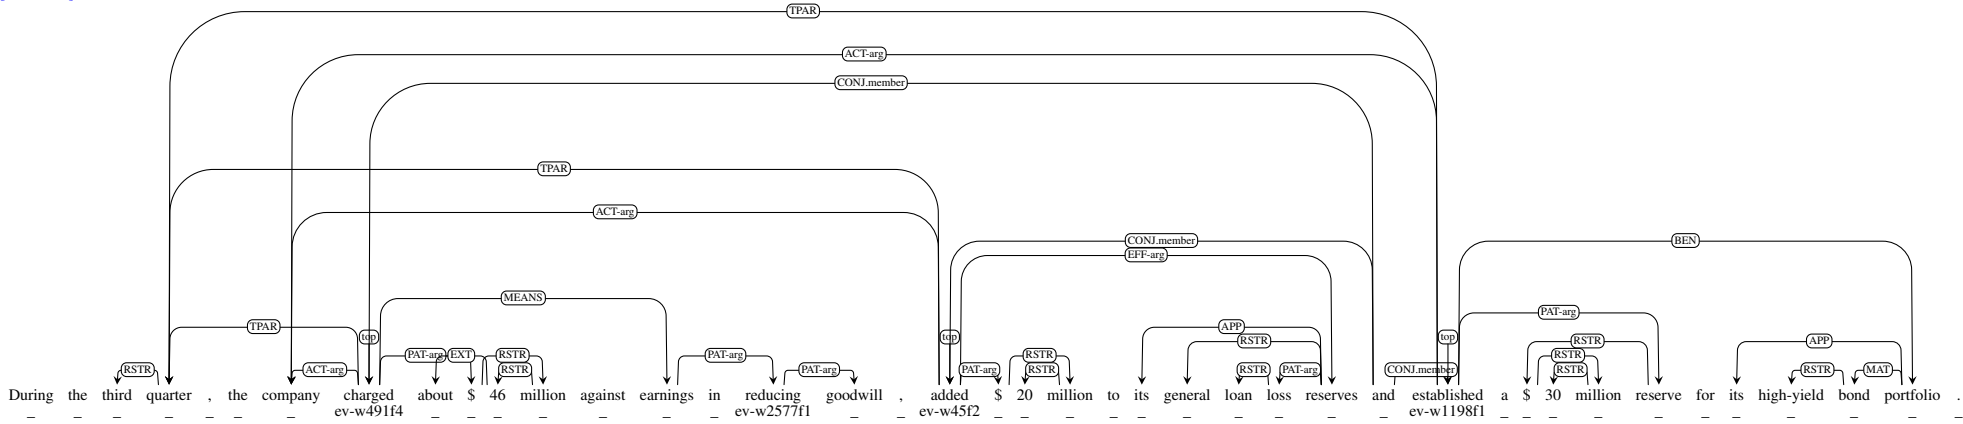 TPAR
ACT-arg
CONJ.member
TPAR
ACT-arg
CONJ.member BEN
EFF-arg
MEANS
PAT-arg
TPAR APP
top top RSTR top RSTR APP
PAT-arg EXT RSTR RSTR RSTR
RSTR ACT-arg RSTR PAT-arg PAT-arg PAT-arg RSTR RSTR PAT-arg CONJ.member RSTR RSTR MAT
During the third quarter , the company charged about $ 46 million against earnings in reducing goodwill , added $ 20 million to its general loan loss reserves and established a $ 30 million reserve for its high-yield bond portfolio .
_ _ _ _ _ _ _ ev-w491f4 _ _ _ _ _ _ _ ev-w2577f1 _ _ ev-w45f2 _ _ _ _ _ _ _ _ _ _ ev-w1198f1 _ _ _ _ _ _ _ _ _ _ _